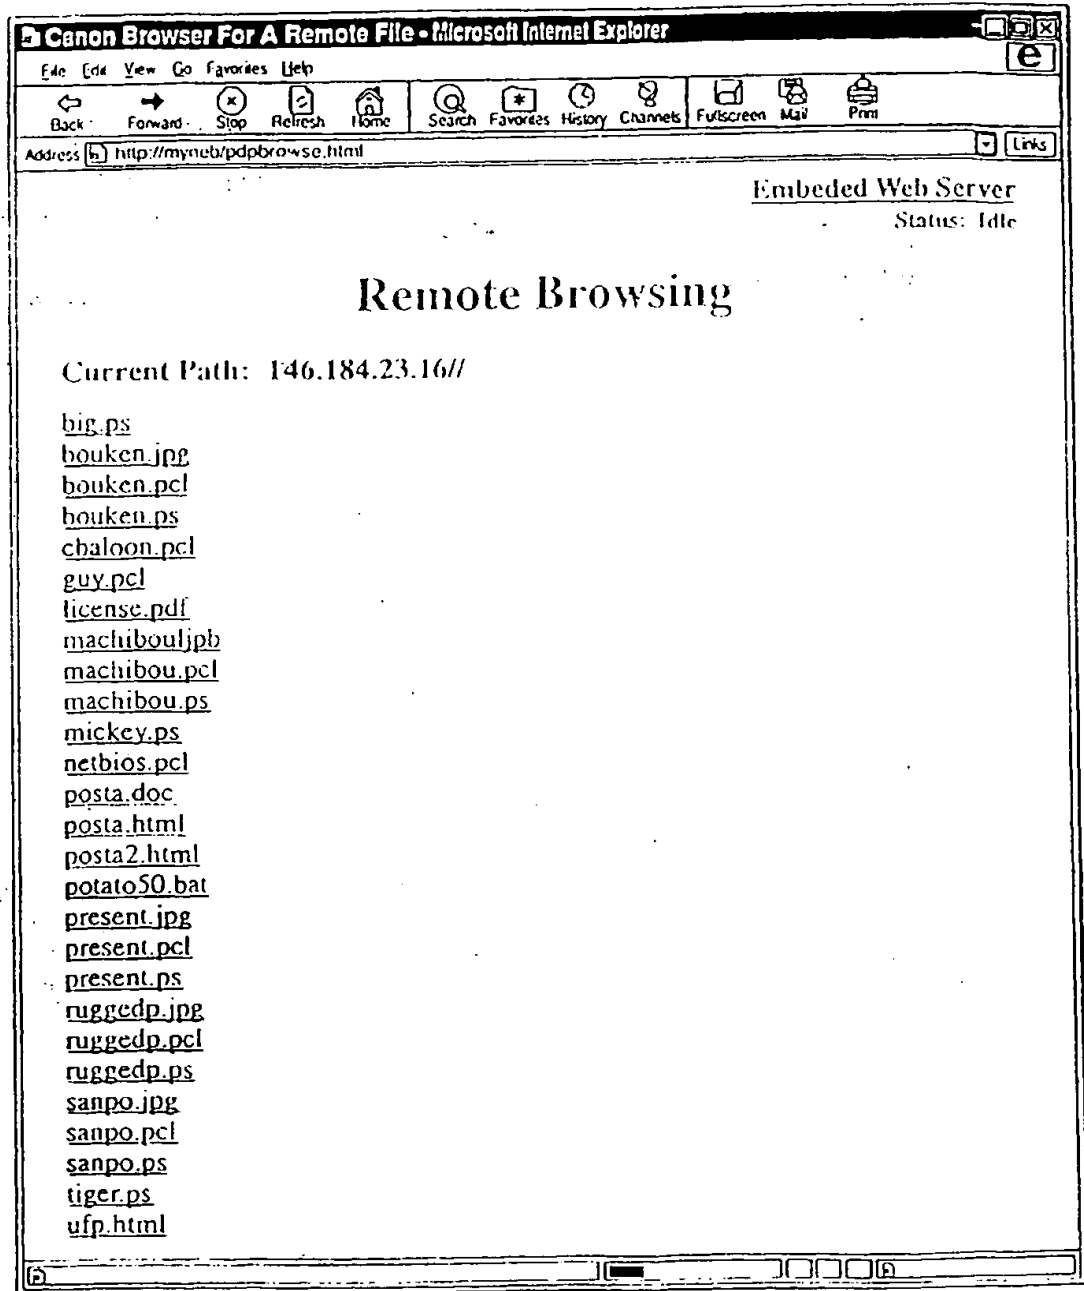 Canon Browser For A Remote File - Microsoft Internet Explorer
File Edit View Go Favorites Help
Back Forward Stop Refresh Home Search Favorites History Channels Fullscreen Mail Print
Address http://myneb/pdpbrowse.html Links
Embeded Web Server
Status: Idle
Remote Browsing
Current Path: 146.184.23.16//
big.ps
bouken.jpg
bouken.pcl
bouken.ps
cbaloon.pcl
guy.pcl
license.pdf
machibouljpb
machibou.pcl
machibou.ps
mickey.ps
netbios.pcl
posta.doc
posta.html
posta2.html
potato50.bat
present.jpg
present.pcl
present.ps
ruggedp.jpg
ruggedp.pcl
ruggedp.ps
sanpo.jpg
sanpo.pcl
sanpo.ps
tiger.ps
ufp.html